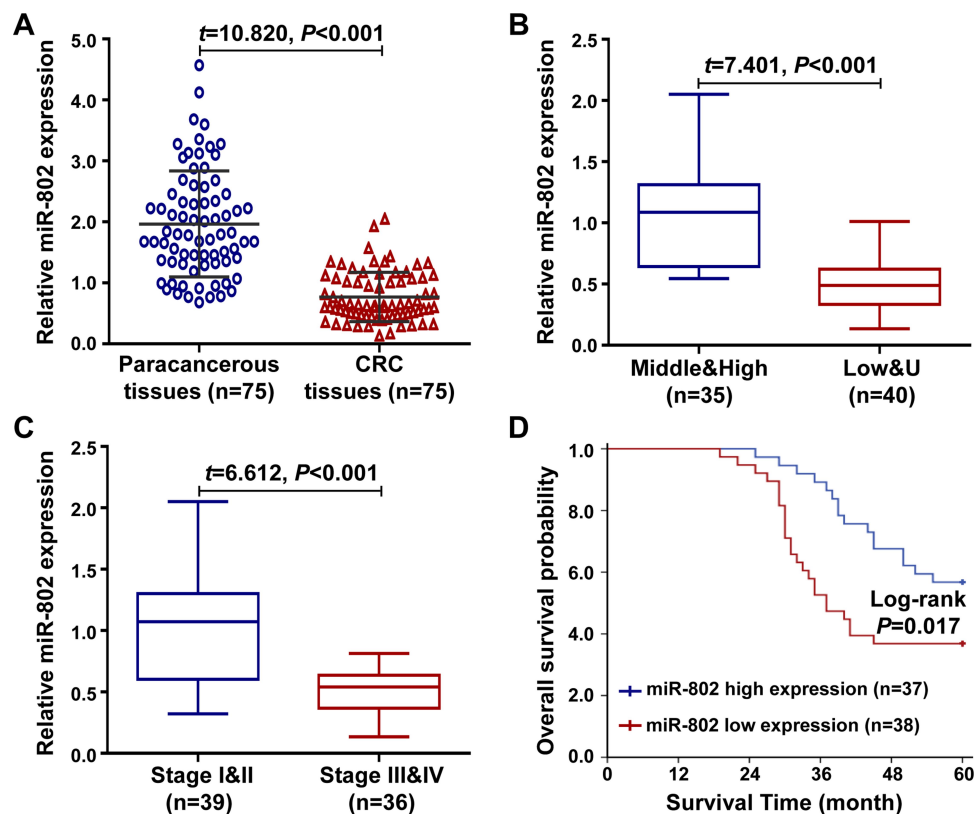 A
Relative miR-802 expression
5.0
4.0
3.0
2.0
1.0
0.0
t=10.820, P<0.001
Paracancerous
tissues (n=75)
CRC
tissues (n=75)
B
Relative miR-802 expression
2.5
2.0
1.5
1.0
0.5
0.0
t=7.401, P<0.001
Middle&High
(n=35)
Low&U
(n=40)
C
Relative miR-802 expression
2.5
2.0
1.5
1.0
0.5
0.0
t=6.612, P<0.001
Stage I&II
(n=39)
Stage III&IV
(n=36)
D
Overall survival probability
1.0
8.0
6.0
4.0
2.0
0.0
Log-rank
P=0.017
miR-802 high expression (n=37)
miR-802 low expression (n=38)
0 12 24 36 48 60
Survival Time (month)